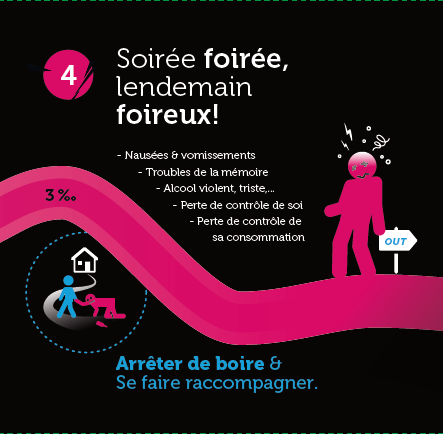 4
Soirée foirée,
lendemain
foireux!
- Nausées & vomissements
- Troubles de la mémoire
- Alcool violent, triste,...
- Perte de contrôle de soi
- Perte de contrôle de
sa consommation
3 ‰
OUT
Arrêter de boire &
Se faire raccompagner.